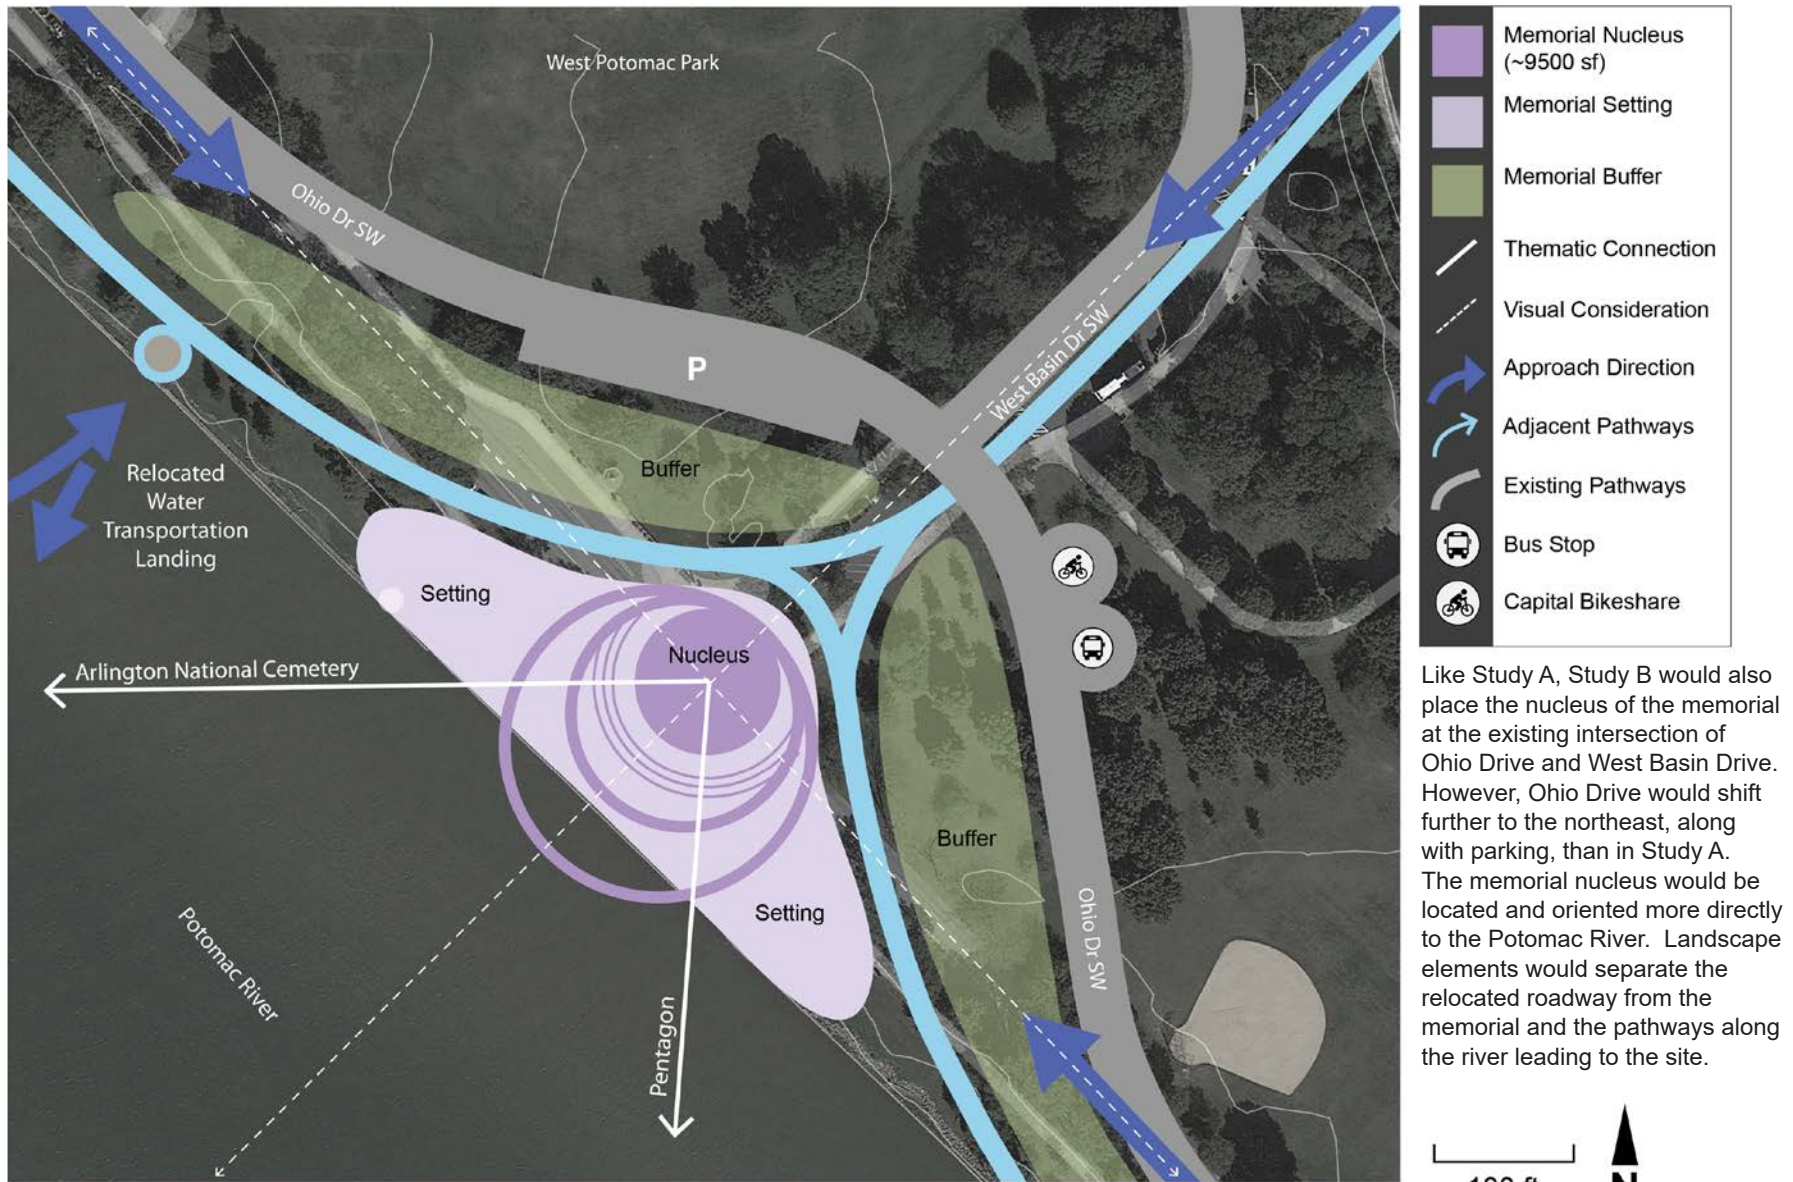 West Potomac Park
Ohio Dr SW
P
West Basin Dr SW
Buffer
Relocated
Water
Transportation
Landing
Setting
Nucleus
Arlington National Cemetery
Buffer
Setting
Potomac River
Pentagon
Ohio Dr SW
Memorial Nucleus
(~9500 sf)
Memorial Setting
Memorial Buffer
Thematic Connection
Visual Consideration
Approach Direction
Adjacent Pathways
Existing Pathways
Bus Stop
Capital Bikeshare
Like Study A, Study B would also
place the nucleus of the memorial
at the existing intersection of
Ohio Drive and West Basin Drive.
However, Ohio Drive would shift
further to the northeast, along
with parking, than in Study A.
The memorial nucleus would be
located and oriented more directly
to the Potomac River.  Landscape
elements would separate the
relocated roadway from the
memorial and the pathways along
the river leading to the site.
N